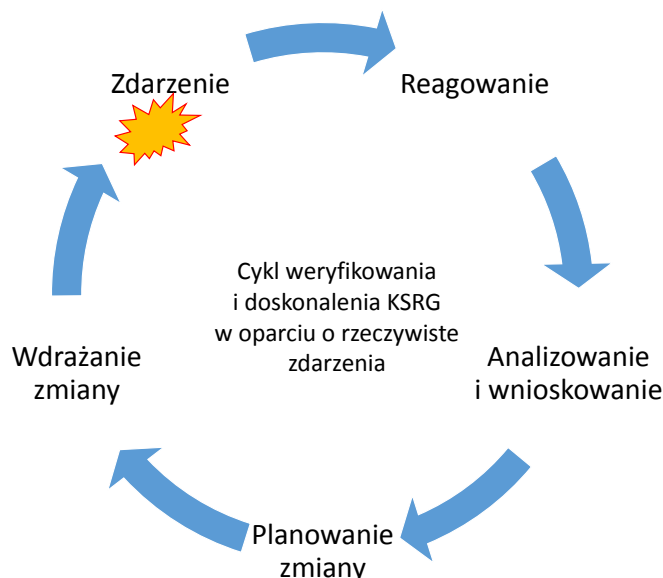 Zdarzenie
Reagowanie
Cykl weryfikowania
i doskonalenia KSRG
w oparciu o rzeczywiste
zdarzenia
Analizowanie
i wnioskowanie
Planowanie
zmiany
Wdrażanie
zmiany